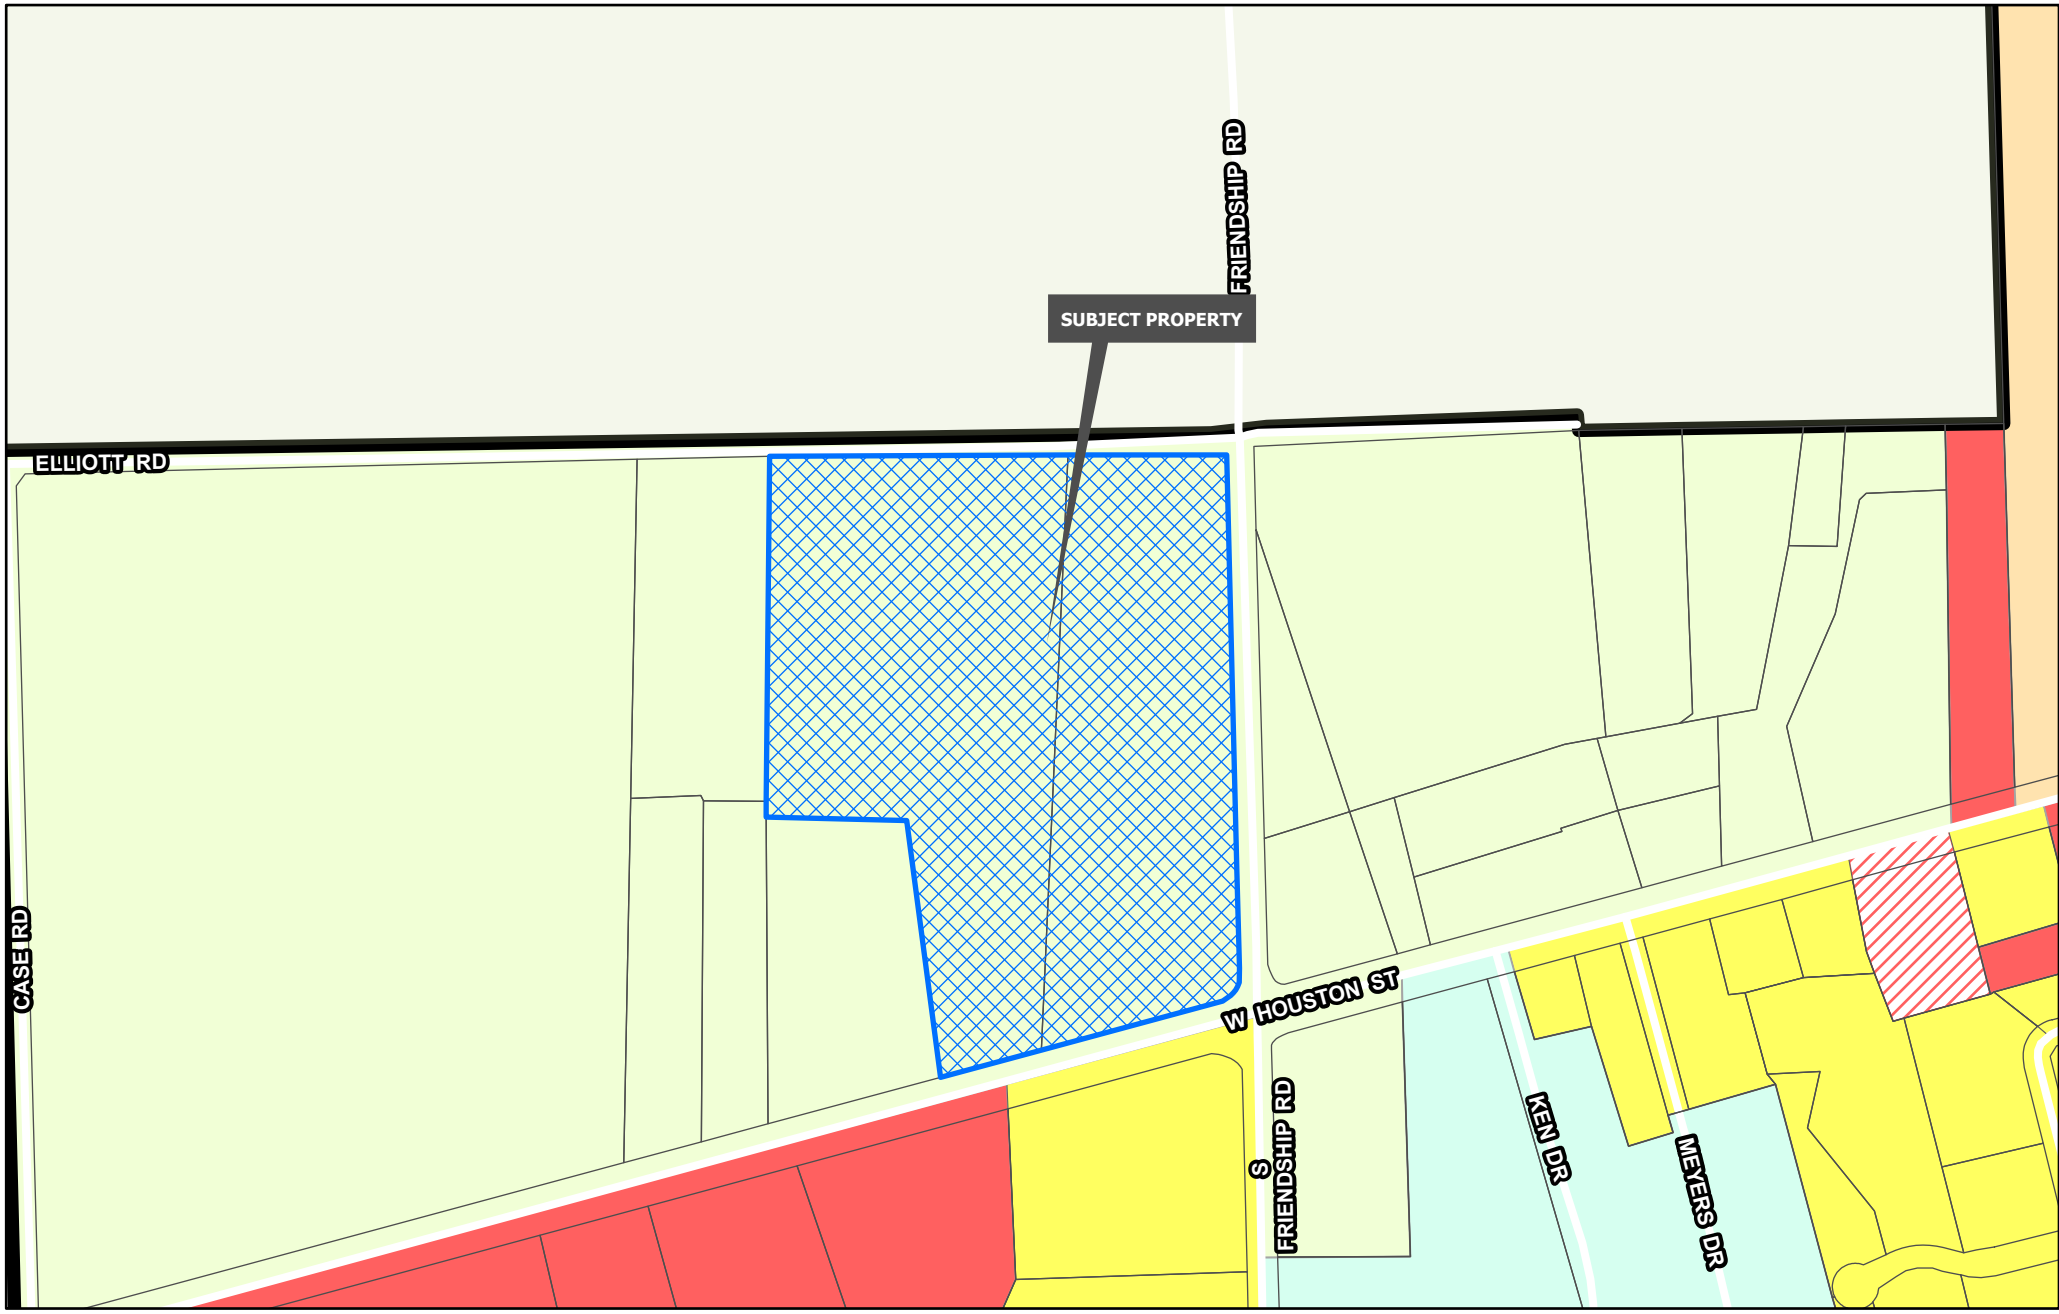 FRIENDSHIP RD
SUBJECT PROPERTY
ELLIOTT RD
CASE RD
W HOUSTON ST
S
FRIENDSHIP RD
KEN DR
MEYERS DR